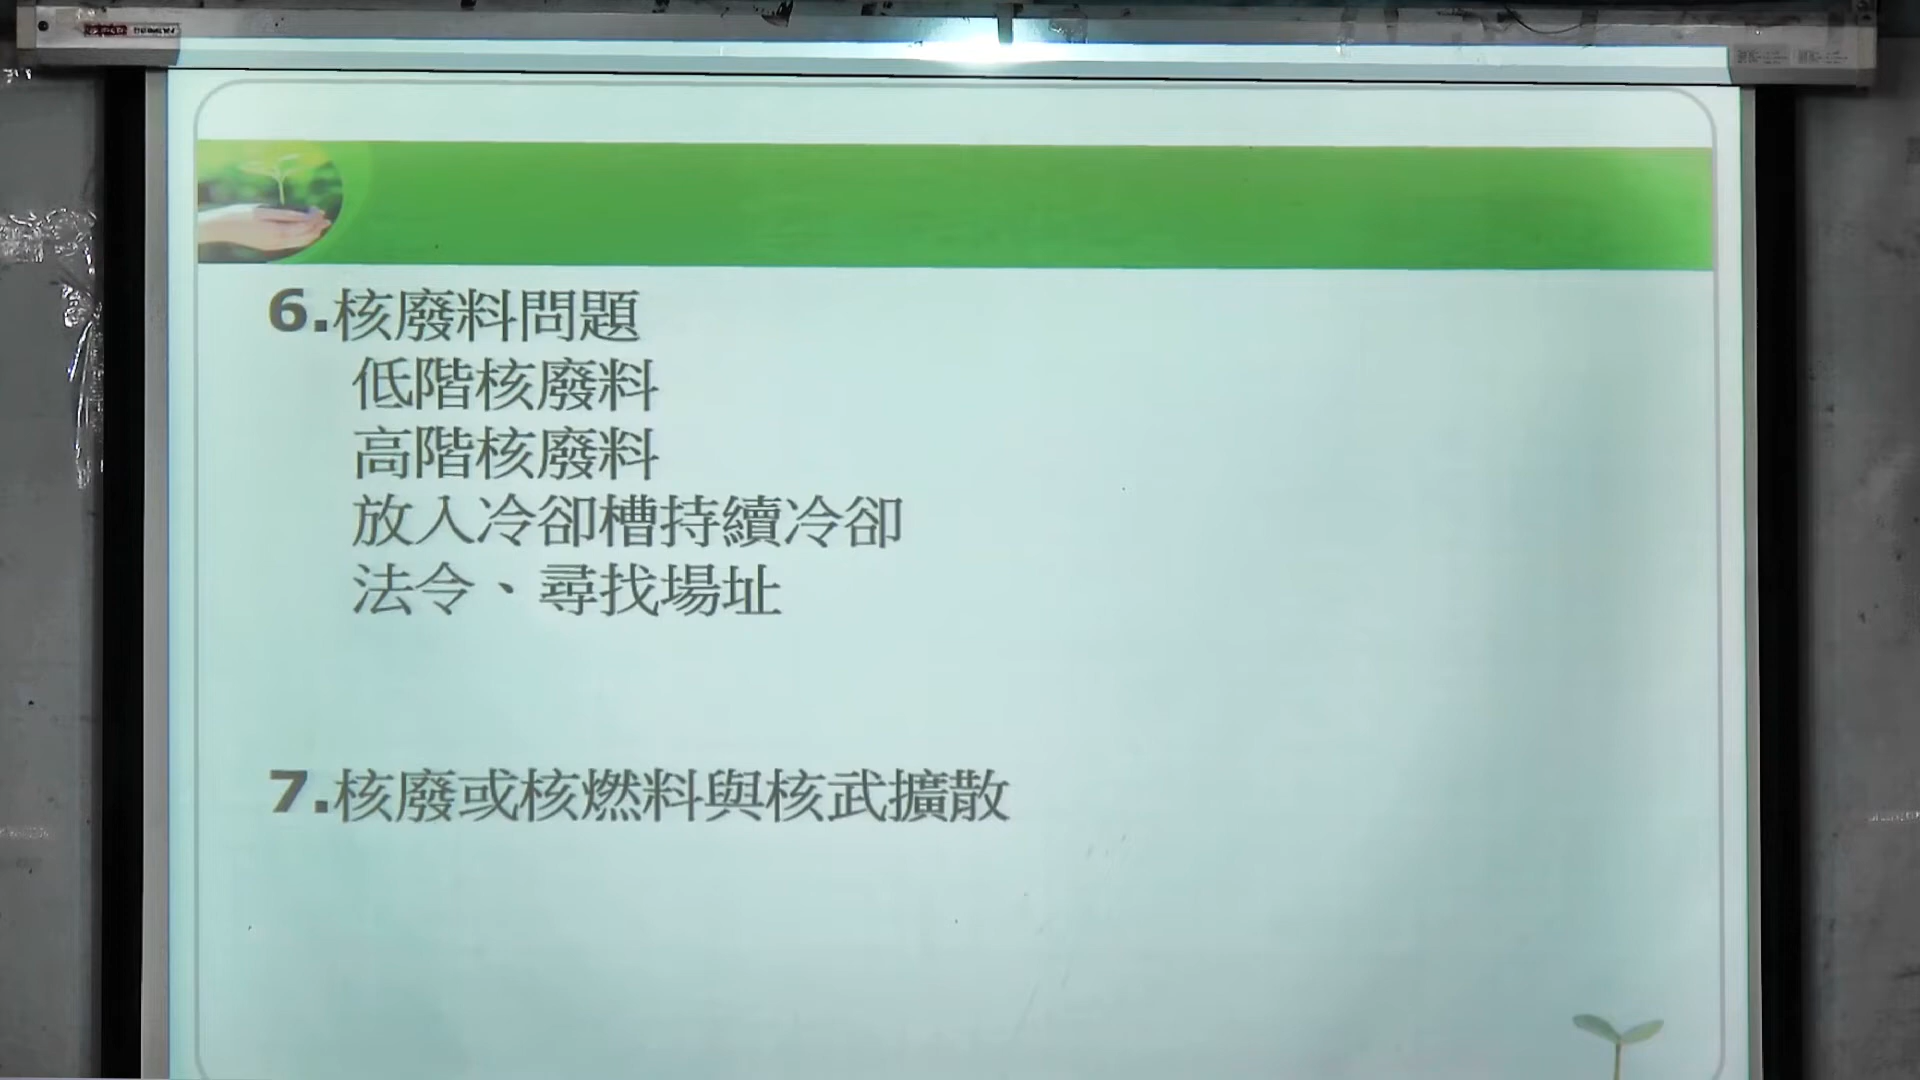 6.核廢料問題
低階核廢料
高階核廢料
放入冷卻槽持續冷卻
法令、尋找場址
7.核廢或核燃料與核武擴散